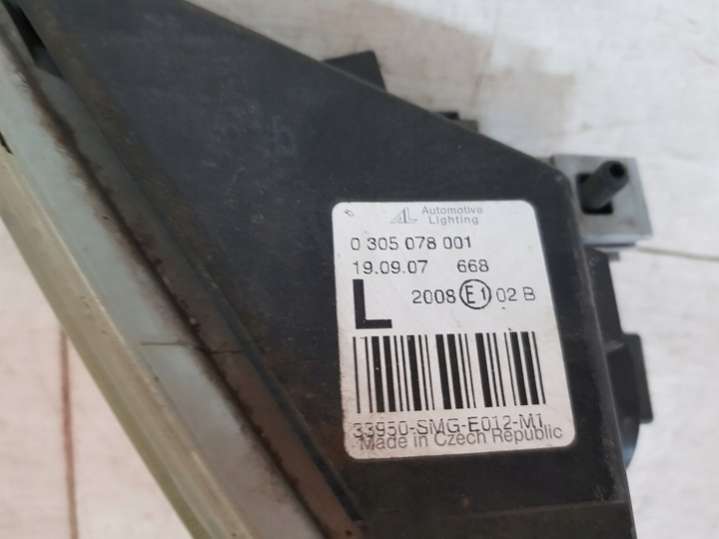 AL Automotive
Lighting
0 305 078 001
19.09.07 668
L 2008 E1 02 B
33950-SMG-E012-M1
Made in Czech Republic